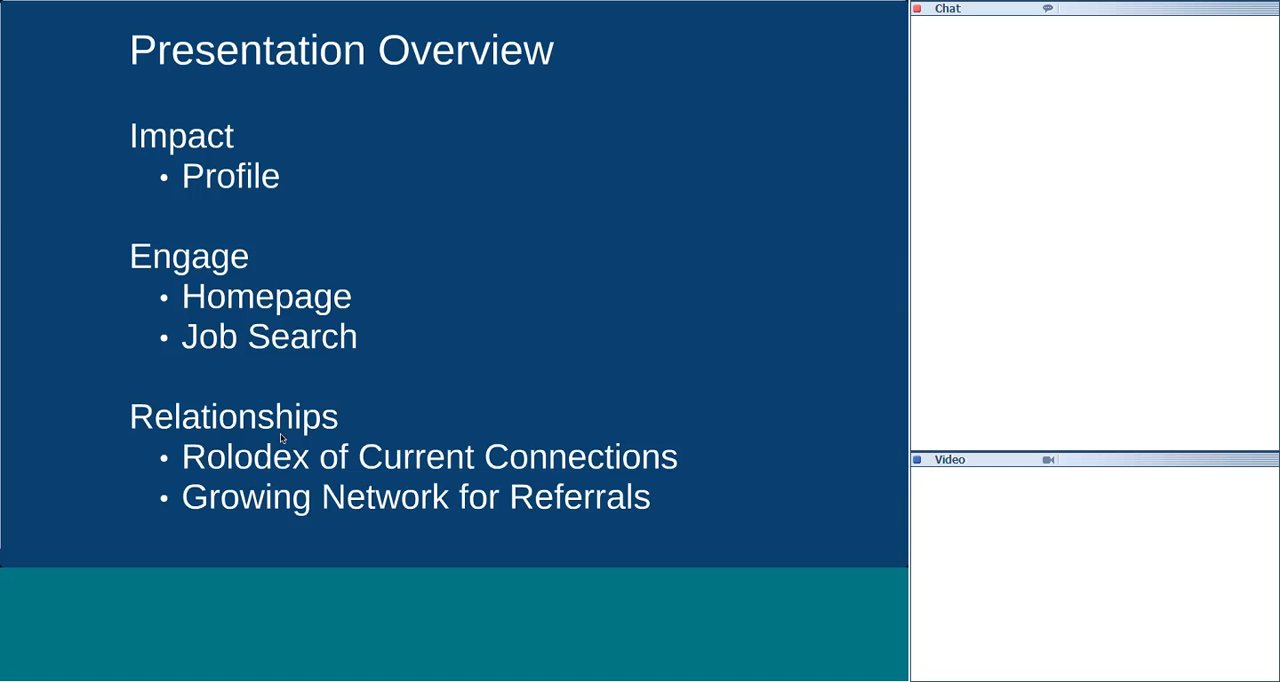 Presentation Overview
Impact
• Profile
Engage
• Homepage
• Job Search
Relationships
• Rolodex of Current Connections
• Growing Network for Referrals
Chat
Video